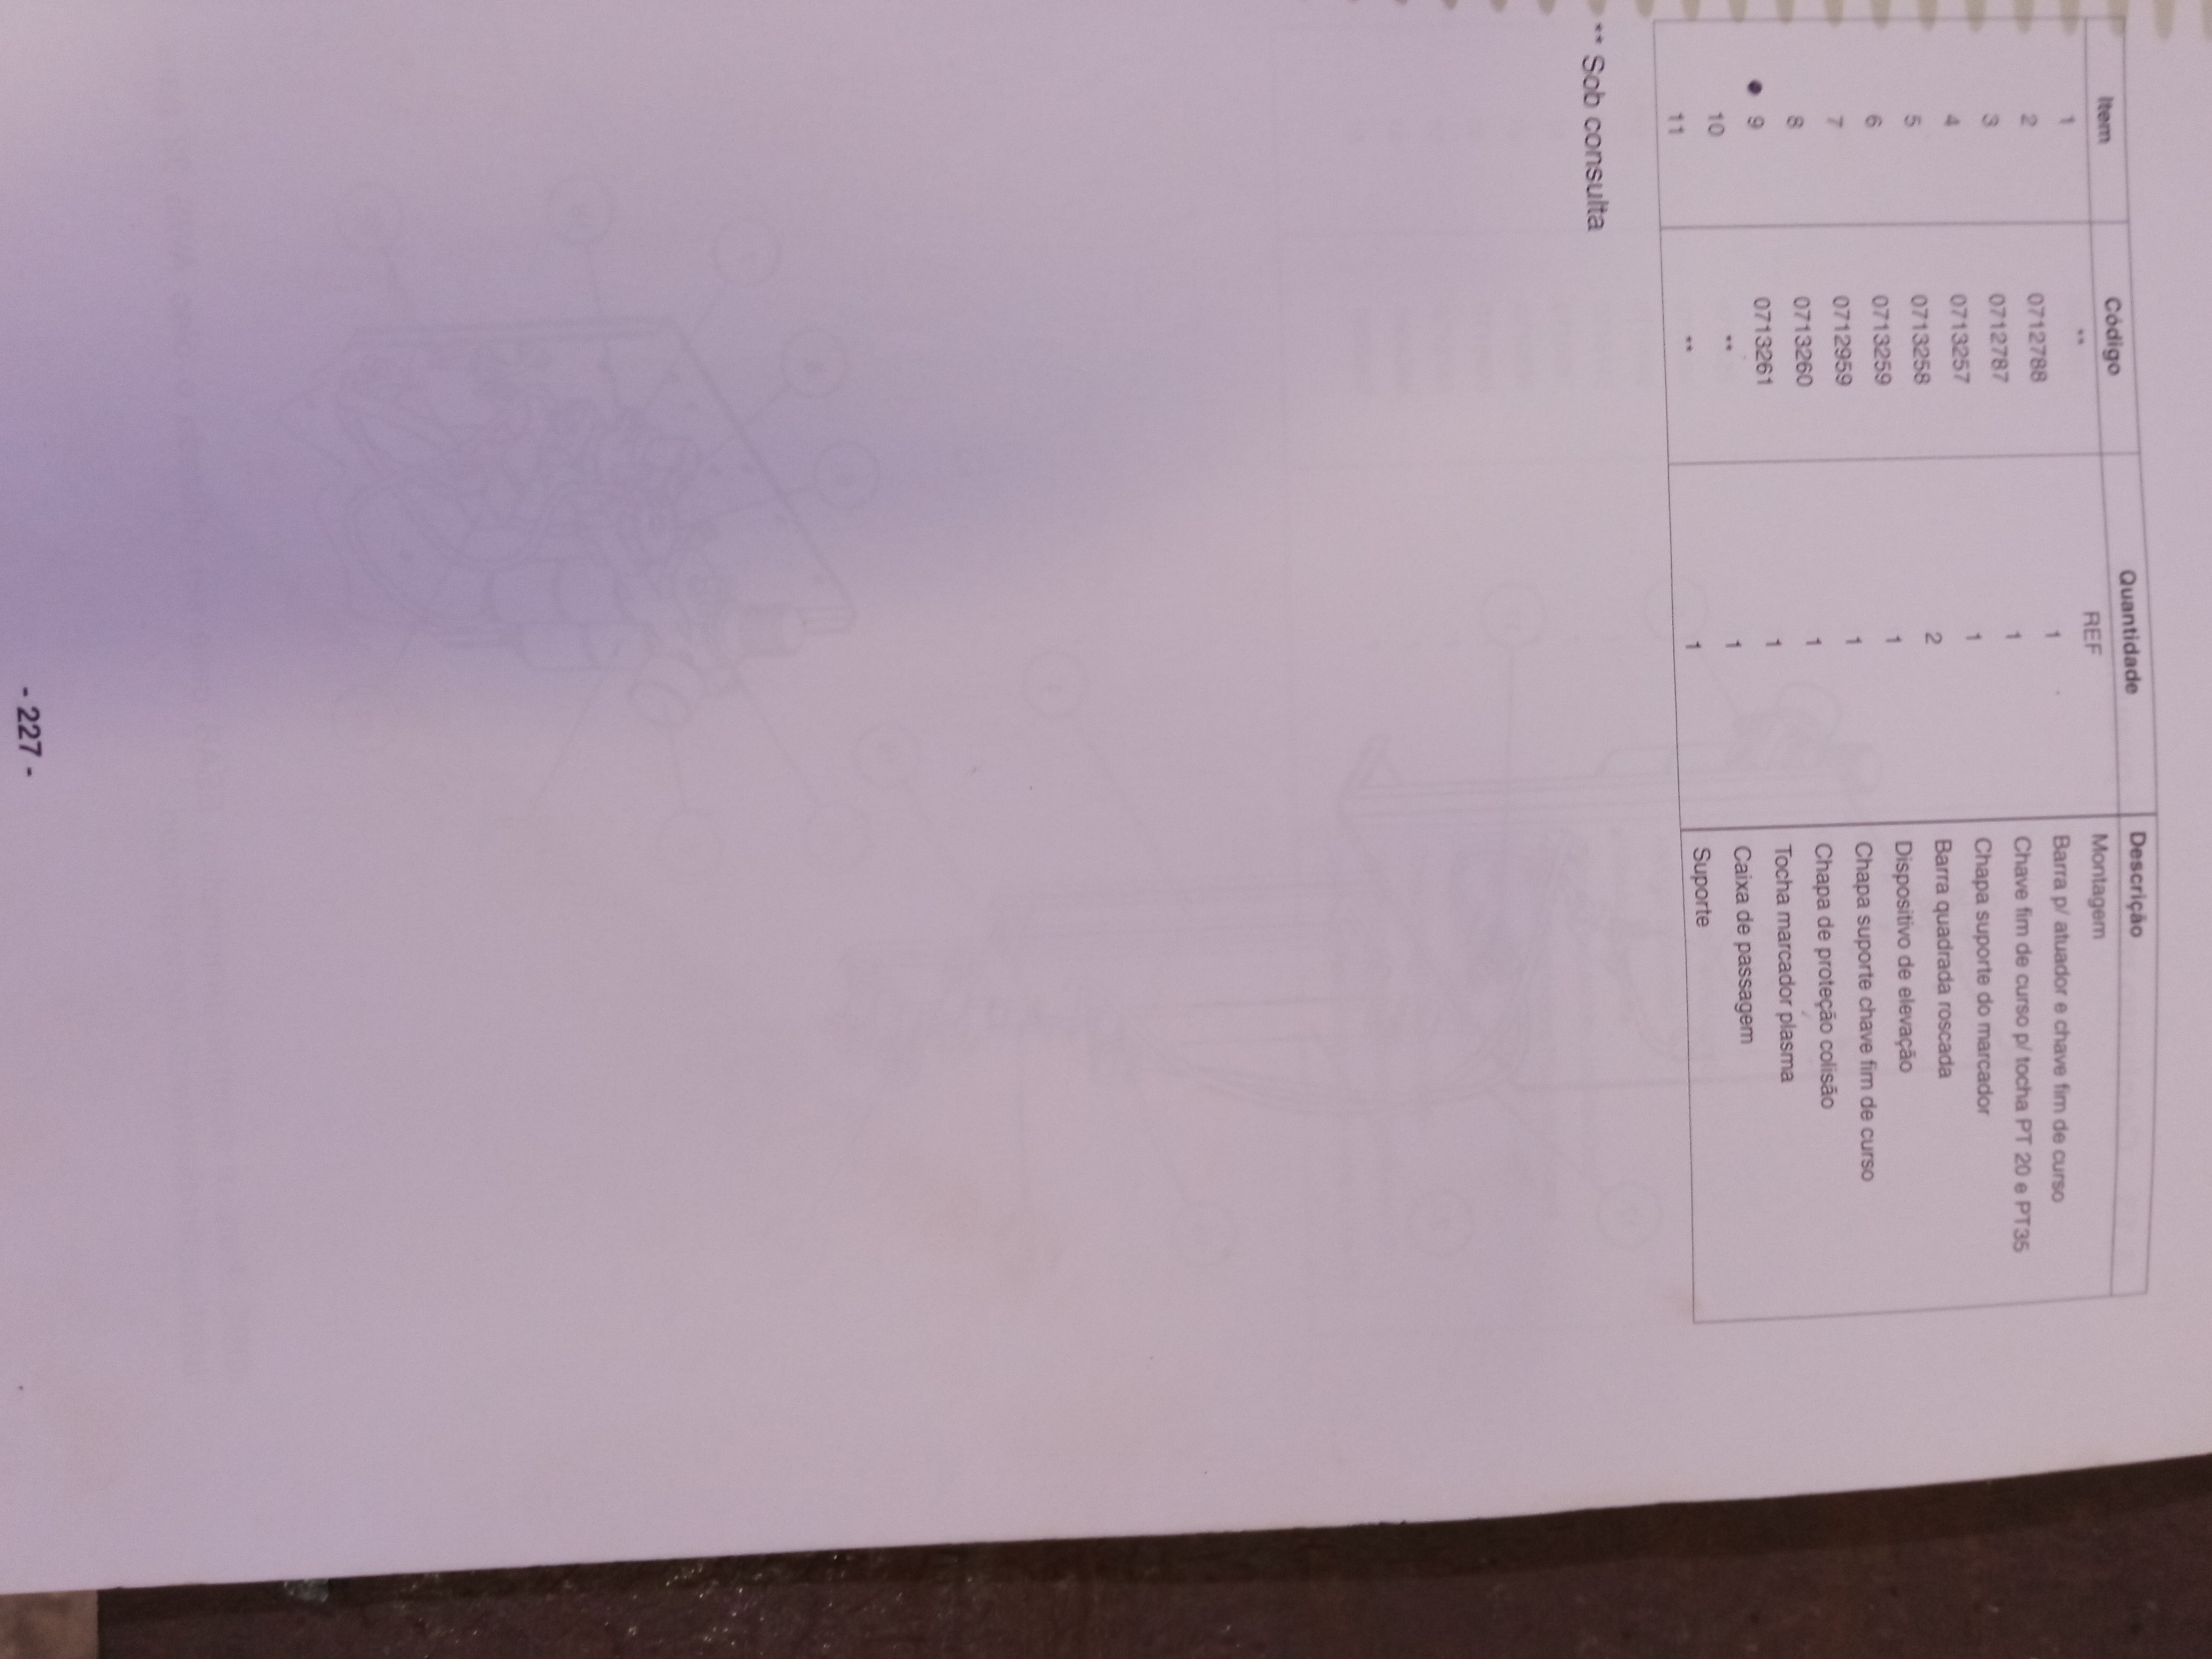 Item Código Quantidade Descrição
1 ** REF Montagem
2 0712788 1 Barra p/ atuador e chave fim de curso
3 0712787 1 Chave fim de curso p/ tocha PT 20 e PT35
4 0713257 1 Chapa suporte do marcador
5 0713258 2 Barra quadrada roscada
6 0713259 1 Dispositivo de elevação
7 0712959 1 Chapa suporte chave fim de curso
8 0713260 1 Chapa de proteção colisão
● 9 0713261 1 Tocha marcador plasma
10 ** 1 Caixa de passagem
11 ** 1 Suporte
** Sob consulta
- 227 -